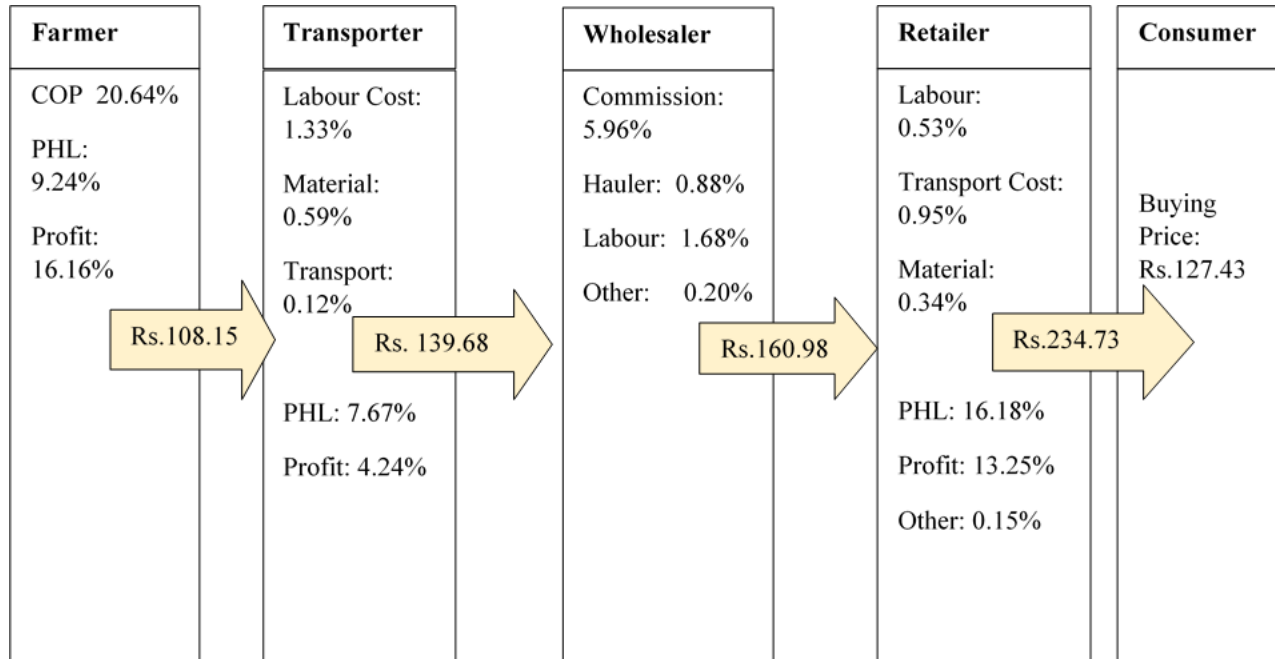 Farmer
COP 20.64%
PHL:
9.24%
Profit:
16.16%
Rs.108.15
Transporter
Labour Cost:
1.33%
Material:
0.59%
Transport:
0.12%
Rs. 139.68
PHL: 7.67%
Profit: 4.24%
Wholesaler
Commission:
5.96%
Hauler: 0.88%
Labour: 1.68%
Other: 0.20%
Rs.160.98
Retailer
Labour:
0.53%
Transport Cost:
0.95%
Material:
0.34%
Rs.234.73
PHL: 16.18%
Profit: 13.25%
Other: 0.15%
Consumer
Buying
Price:
Rs.127.43